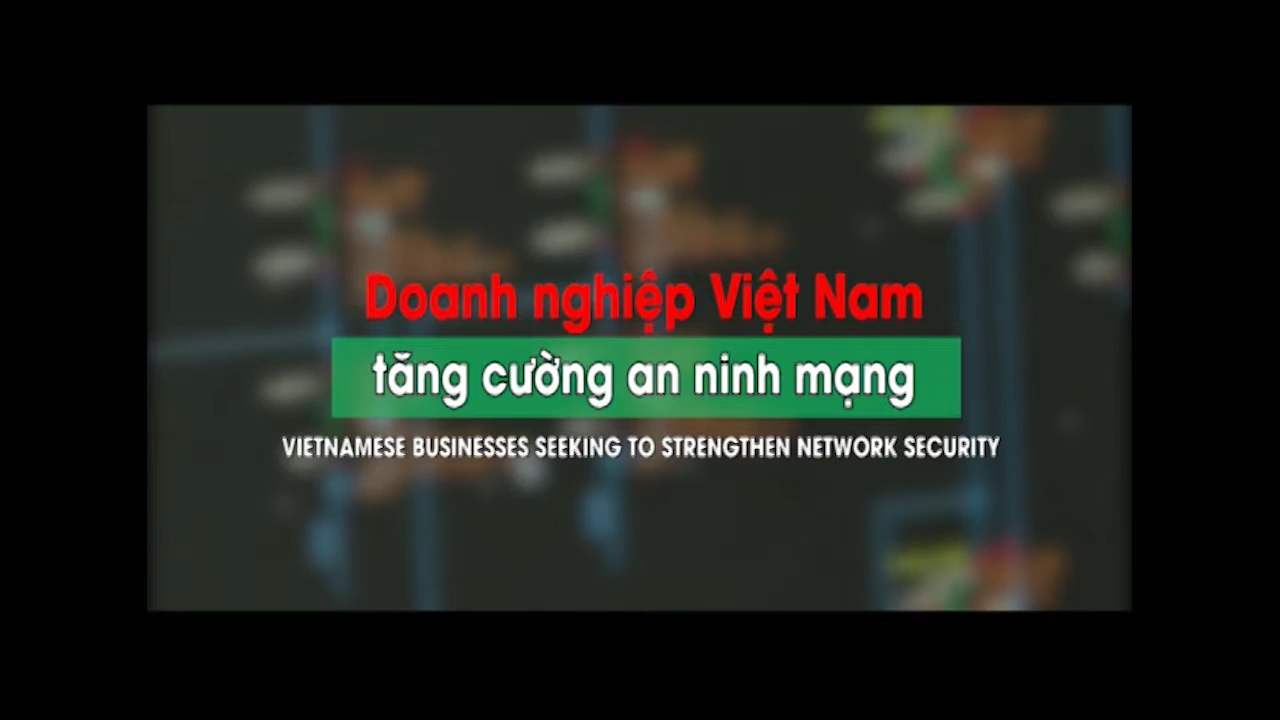 Doanh nghiệp Việt Nam
tăng cường an ninh mạng
VIETNAMESE BUSINESSES SEEKING TO STRENGTHEN NETWORK SECURITY